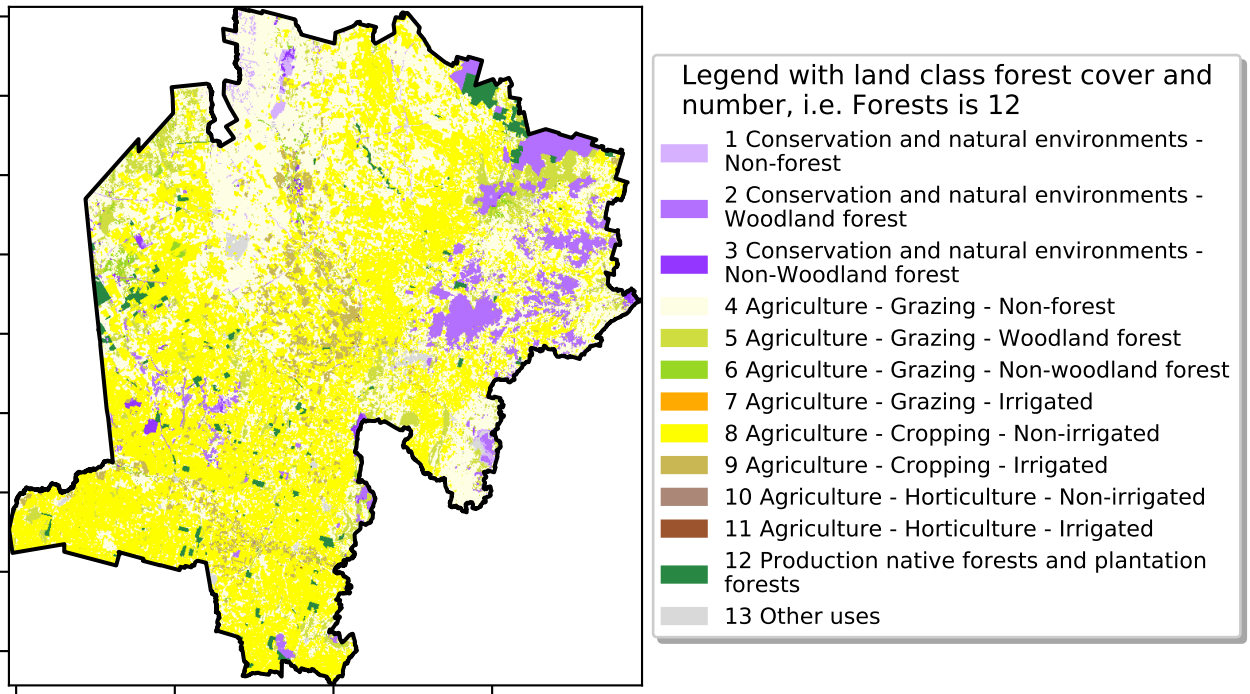 Legend with land class forest cover and
number, i.e. Forests is 12
1 Conservation and natural environments -
Non-forest
2 Conservation and natural environments -
Woodland forest
3 Conservation and natural environments -
Non-Woodland forest
4 Agriculture - Grazing - Non-forest
5 Agriculture - Grazing - Woodland forest
6 Agriculture - Grazing - Non-woodland forest
7 Agriculture - Grazing - Irrigated
8 Agriculture - Cropping - Non-irrigated
9 Agriculture - Cropping - Irrigated
10 Agriculture - Horticulture - Non-irrigated
11 Agriculture - Horticulture - Irrigated
12 Production native forests and plantation
forests
13 Other uses